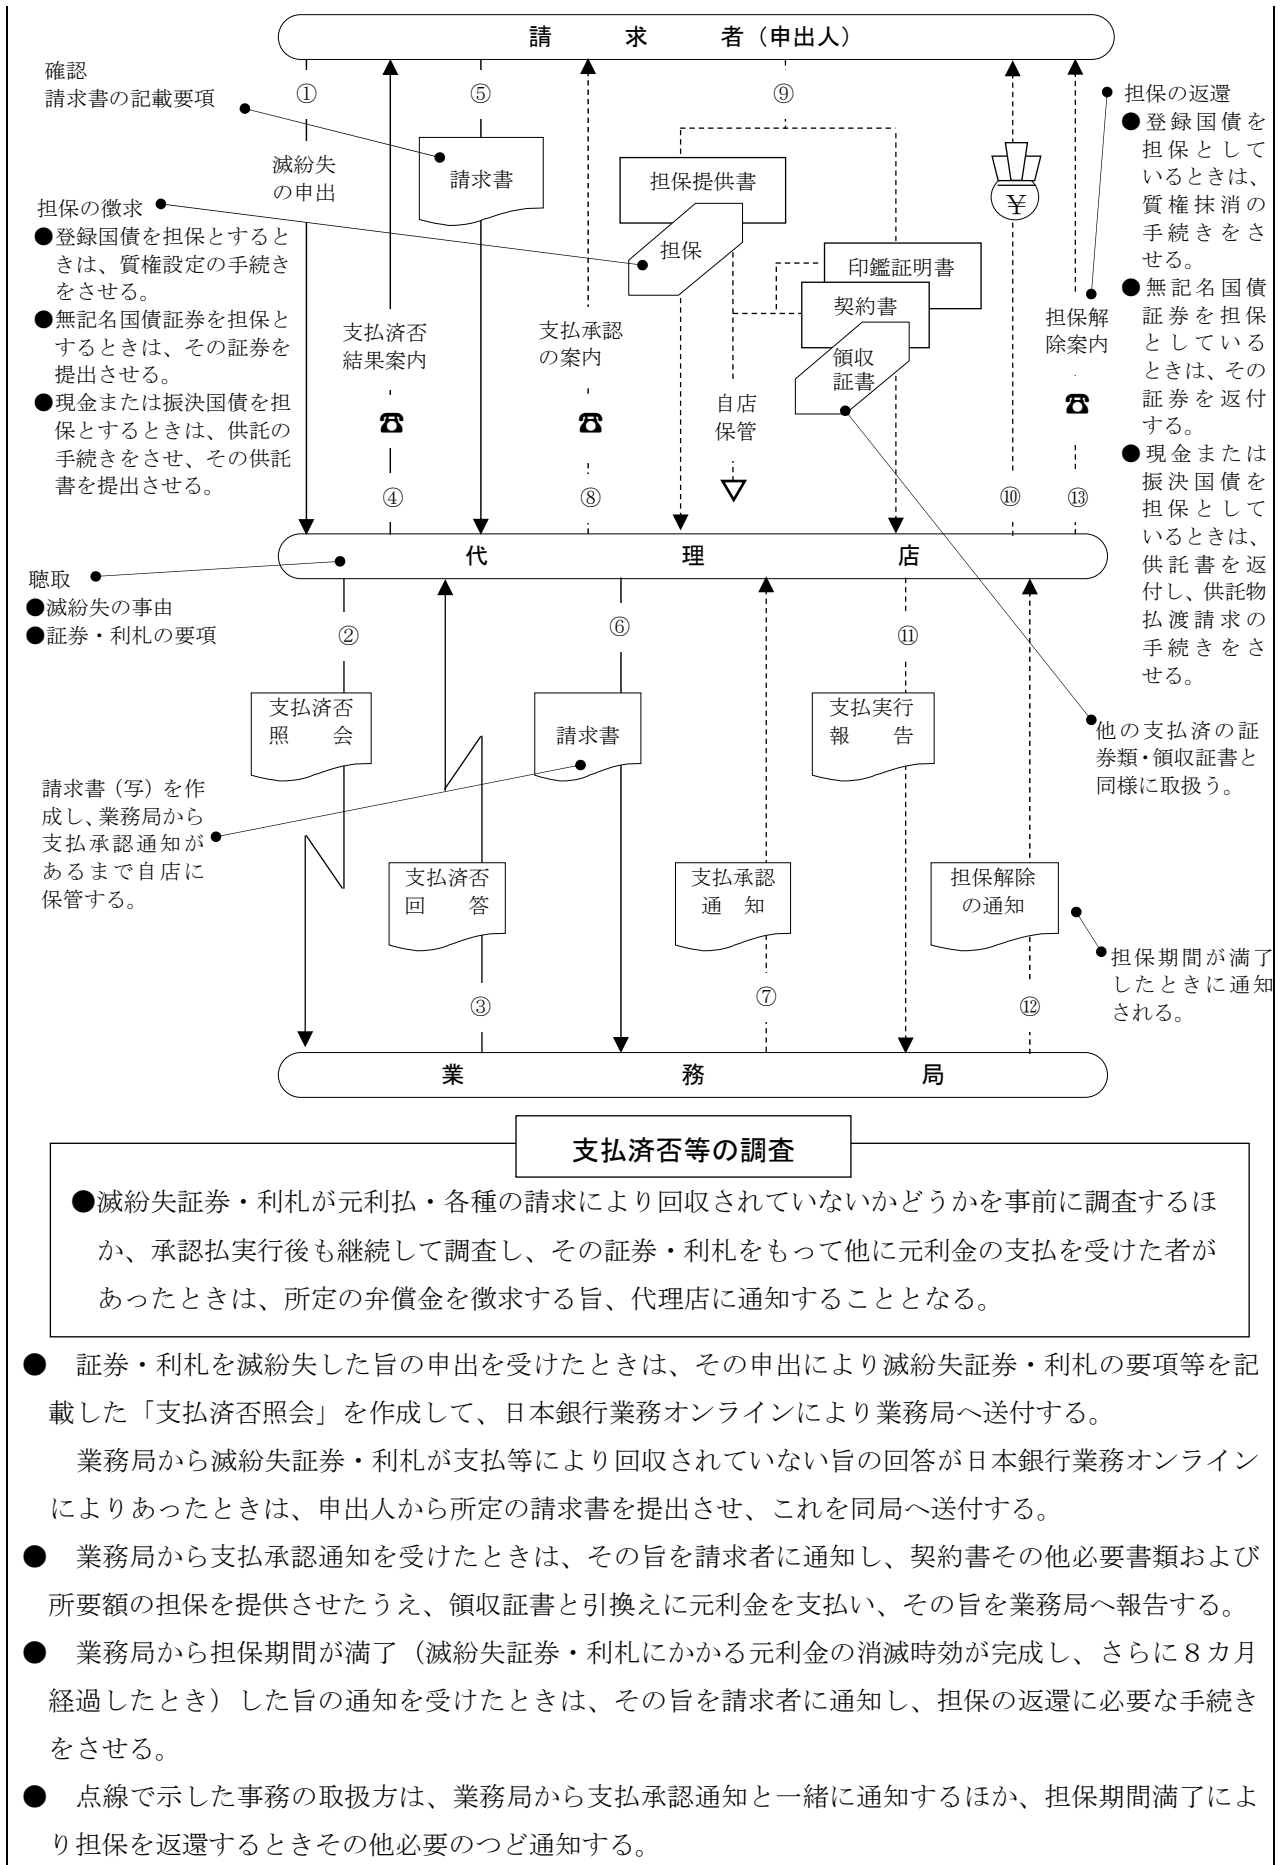 請　求　者（申出人）
確認
請求書の記載要項
①
⑤
⑨
滅紛失
の申出
請求書
担保提供書
担保
印鑑証明書
契約書
領収
証書
¥
担保の徴求
●登録国債を担保とすると
きは、質権設定の手続き
をさせる。
●無記名国債証券を担保と
するときは、その証券を
提出させる。
●現金または振決国債を担
保とするときは、供託の
手続きをさせ、その供託
書を提出させる。
支払済否
結果案内
☎
④
支払承認
の案内
☎
⑧
自店
保管
⑩
担保解
除案内
☎
⑬
担保の返還
●登録国債を
担保として
いるときは、
質権抹消の
手続きをさ
せる。
●無記名国債
証券を担保
としている
ときは、その
証券を返付
する。
●現金または
振決国債を
担保として
いるときは、
供託書を返
付し、供託物
払渡請求の
手続きをさ
せる。
代　理　店
聴取
●滅紛失の事由
●証券・利札の要項
②
⑥
⑪
支払済否
照　会
請求書
支払実行
報　告
他の支払済の証
券類・領収証書と
同様に取扱う。
請求書（写）を作
成し、業務局から
支払承認通知が
あるまで自店に
保管する。
支払済否
回　答
支払承認
通　知
担保解除
の通知
担保期間が満了
したときに通知
される。
③
⑦
⑫
業　務　局
支払済否等の調査
●滅紛失証券・利札が元利払・各種の請求により回収されていないかどうかを事前に調査するほ
か、承認払実行後も継続して調査し、その証券・利札をもって他に元利金の支払を受けた者が
あったときは、所定の弁償金を徴求する旨、代理店に通知することとなる。
●　証券・利札を滅紛失した旨の申出を受けたときは、その申出により滅紛失証券・利札の要項等を記
載した「支払済否照会」を作成して、日本銀行業務オンラインにより業務局へ送付する。
業務局から滅紛失証券・利札が支払等により回収されていない旨の回答が日本銀行業務オンライン
によりあったときは、申出人から所定の請求書を提出させ、これを同局へ送付する。
●　業務局から支払承認通知を受けたときは、その旨を請求者に通知し、契約書その他必要書類および
所要額の担保を提供させたうえ、領収証書と引換えに元利金を支払い、その旨を業務局へ報告する。
●　業務局から担保期間が満了（滅紛失証券・利札にかかる元利金の消滅時効が完成し、さらに８カ月
経過したとき）した旨の通知を受けたときは、その旨を請求者に通知し、担保の返還に必要な手続き
をさせる。
●　点線で示した事務の取扱方は、業務局から支払承認通知と一緒に通知するほか、担保期間満了によ
り担保を返還するときその他必要のつど通知する。